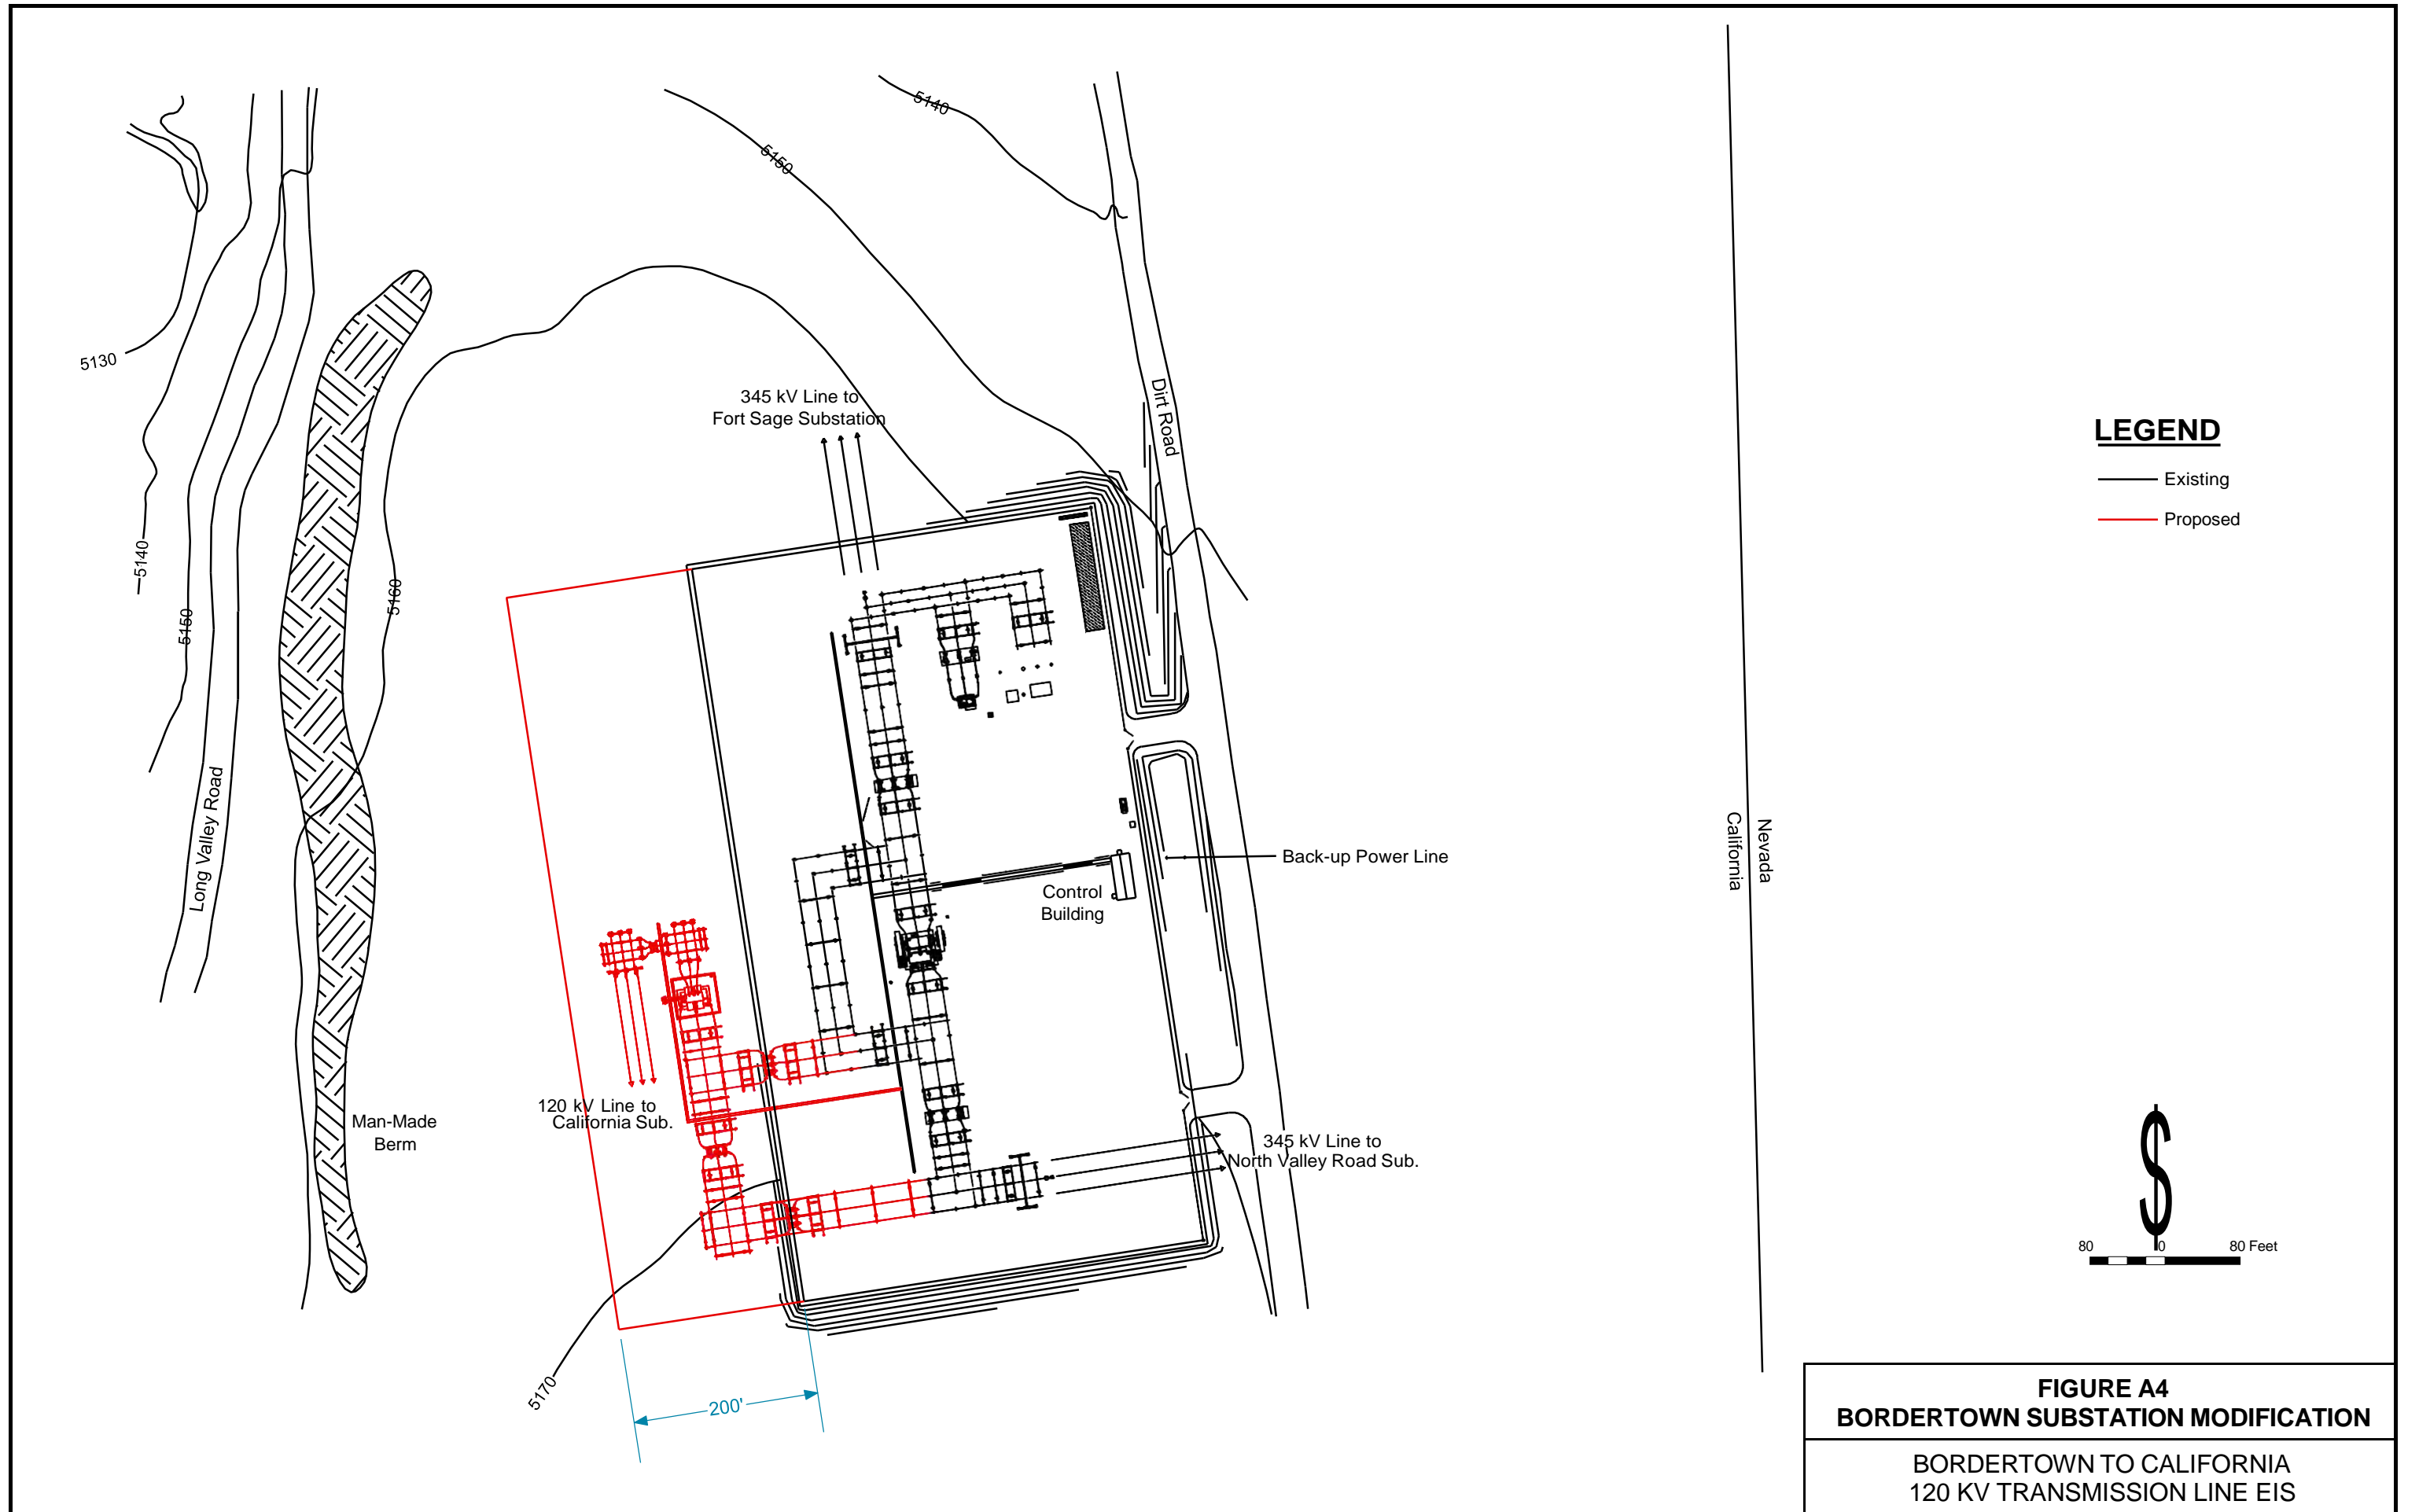 5140
5150
5130
345 kV Line to
Fort Sage Substation
Dirt Road
LEGEND
Existing
Proposed
5140
5150
5160
Long Valley Road
Nevada
California
Back-up Power Line
Control
Building
120 kV Line to
California Sub.
Man-Made
Berm
345 kV Line to
North Valley Road Sub.
80 0 80 Feet
5170
200'
FIGURE A4
BORDERTOWN SUBSTATION MODIFICATION
BORDERTOWN TO CALIFORNIA
120 KV TRANSMISSION LINE EIS